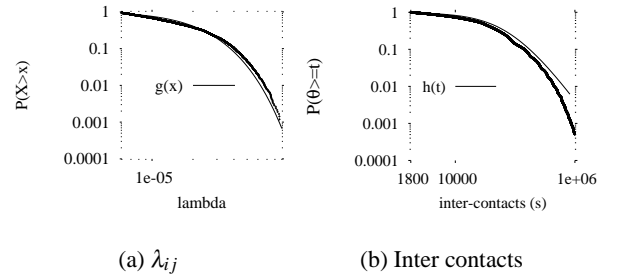 1
0.1
0.01
0.001
0.0001
P(X>x)
g(x)
1e-05
lambda
1
0.1
0.01
0.001
0.0001
P(θ>=t)
h(t)
1800
10000
1e+06
inter-contacts (s)
(a) λij
(b) Inter contacts